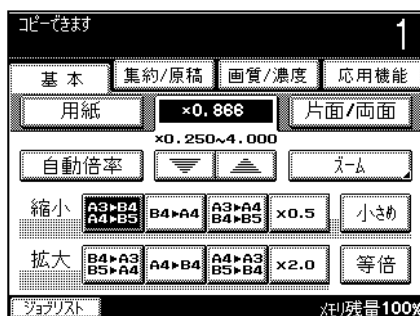 コピーできます
1
基本 集約/原稿 画質/濃度 応用機能
用紙 ×0.866 片面/両面
×0.250~4.000
自動倍率 ズーム
縮小 A3▶B4 A4▶B5 B4▶A4 A3▶A4 B4▶B5 ×0.5 小さめ
拡大 B4▶A3 B5▶A4 A4▶B4 A4▶A3 B5▶B4 ×2.0 等倍
ジョブリスト メモリ残量100%